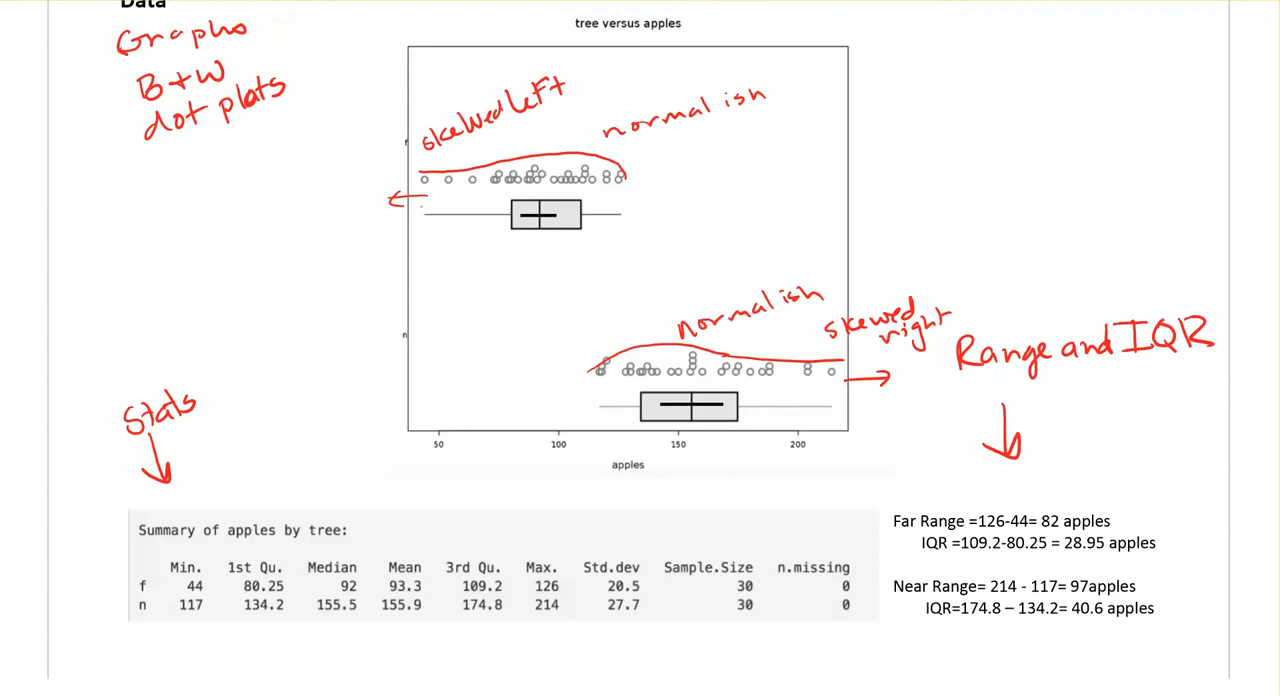 Data
Graphs
B+W
dot plots
tree versus apples
skewed left
normal ish
f
normal ish
skewed
right
n
Range and IQR
50 100 150 200
apples
Stats
Summary of apples by tree:
Min. 1st Qu. Median Mean 3rd Qu. Max. Std.dev Sample.Size n.missing
f 44 80.25 92 93.3 109.2 126 20.5 30 0
n 117 134.2 155.5 155.9 174.8 214 27.7 30 0
Far Range =126-44= 82 apples
IQR =109.2-80.25 = 28.95 apples
Near Range= 214 - 117= 97apples
IQR=174.8 – 134.2= 40.6 apples